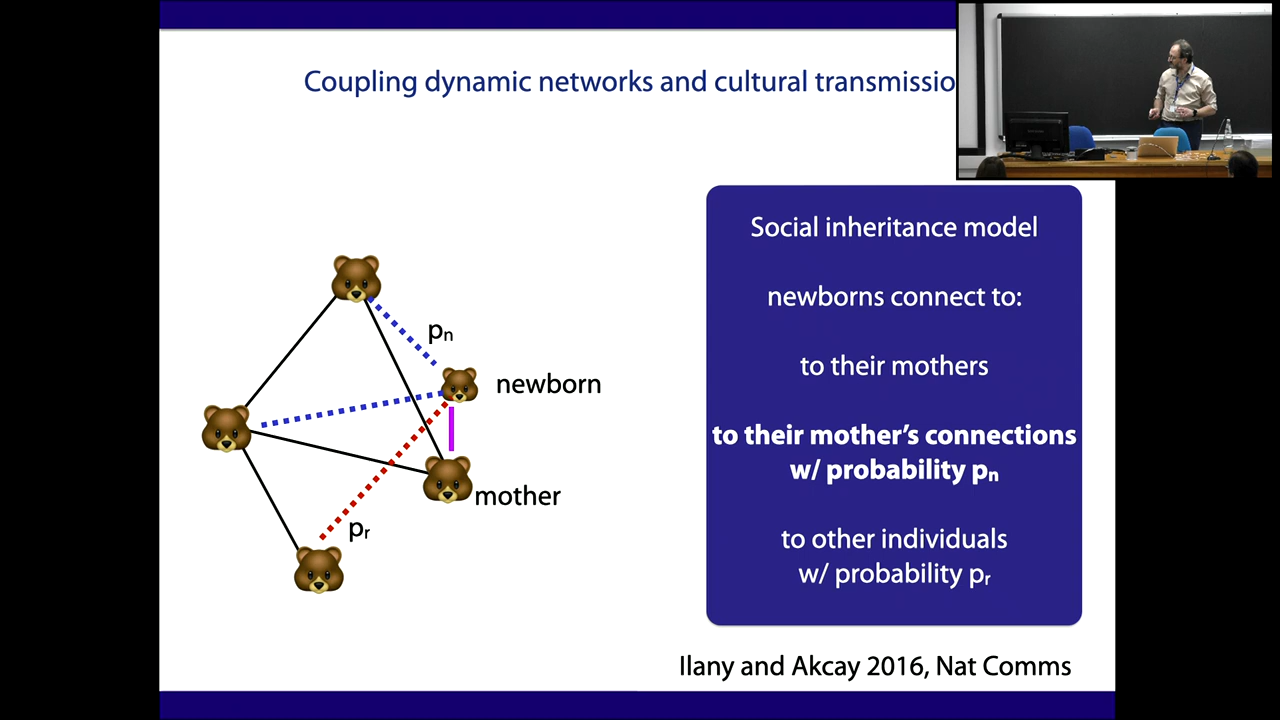 Coupling dynamic networks and cultural transmissio
Social inheritance model
newborns connect to:
to their mothers
to their mother's connections
w/ probability pn
to other individuals
w/ probability pr
pn
newborn
mother
pr
Ilany and Akcay 2016, Nat Comms